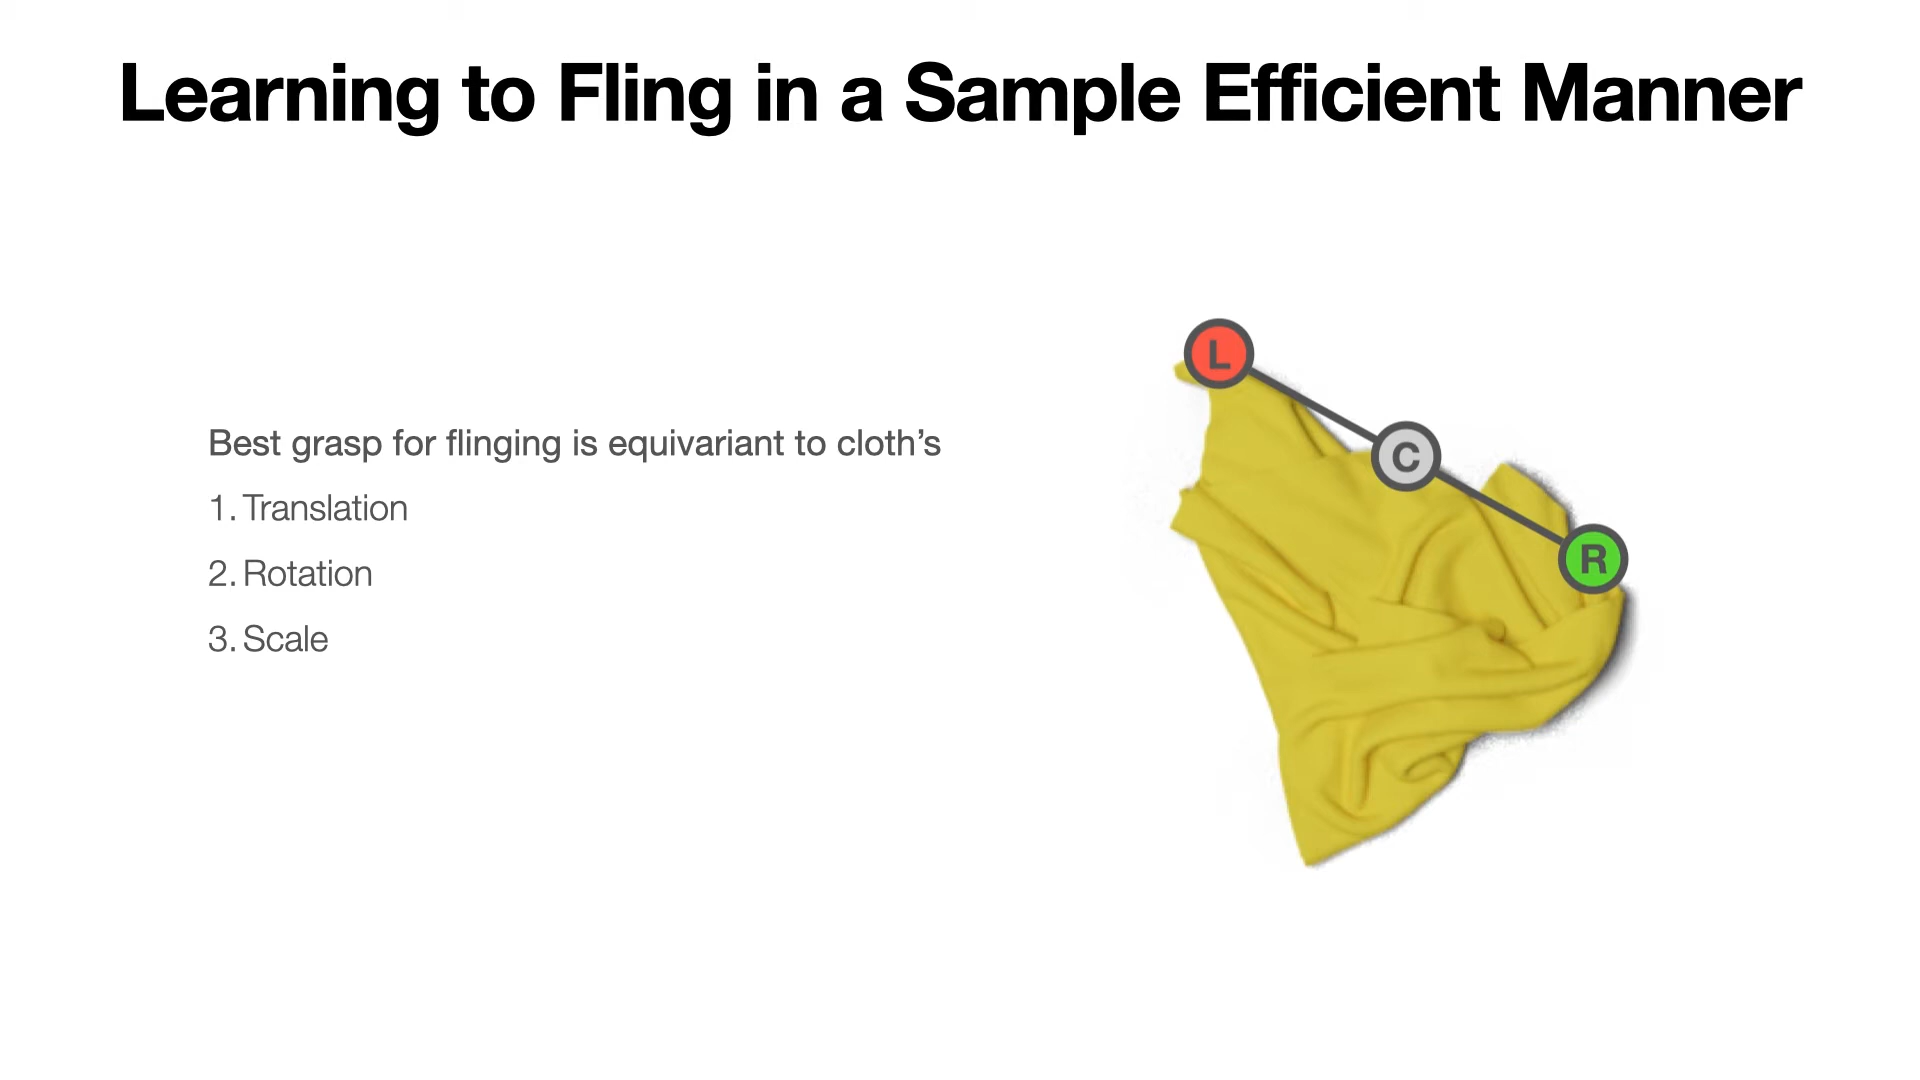 Learning to Fling in a Sample Efficient Manner
Best grasp for flinging is equivariant to cloth’s
1. Translation
2. Rotation
3. Scale
L
C
R